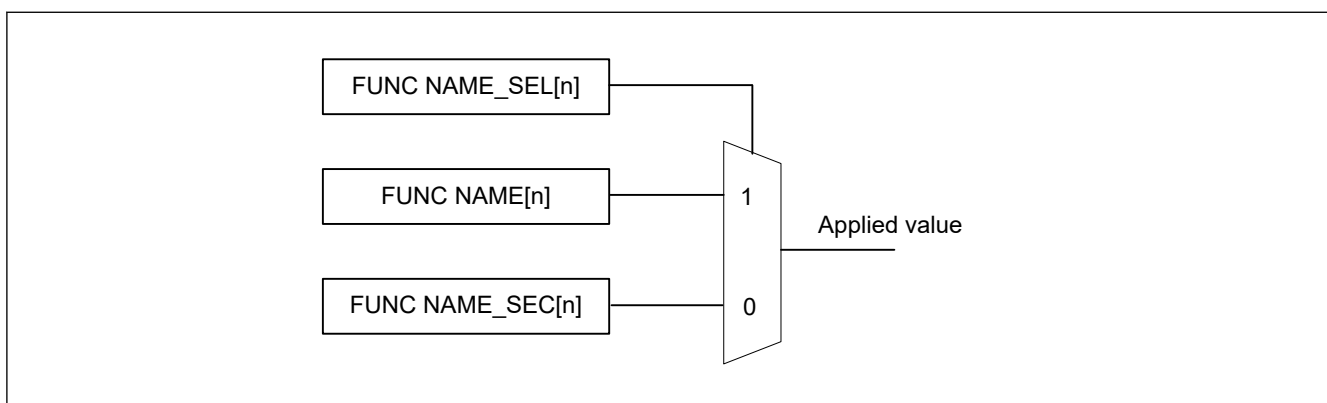 FUNC NAME_SEL[n]
FUNC NAME[n]
1
Applied value
FUNC NAME_SEC[n]
0